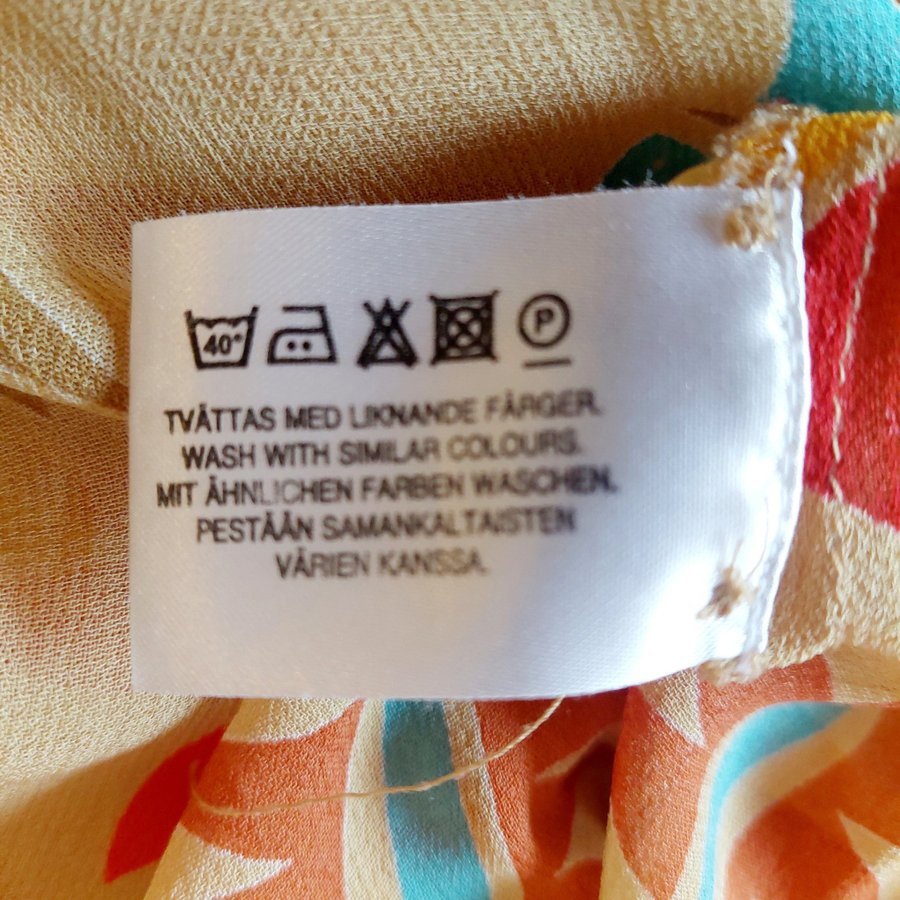 40°
P
TVÄTTAS MED LIKNANDE FÄRGER.
WASH WITH SIMILAR COLOURS.
MIT ÄHNLICHEN FARBEN WASCHEN.
PESTÄÄN SAMANKALTAISTEN
VÄRIEN KANSSA.